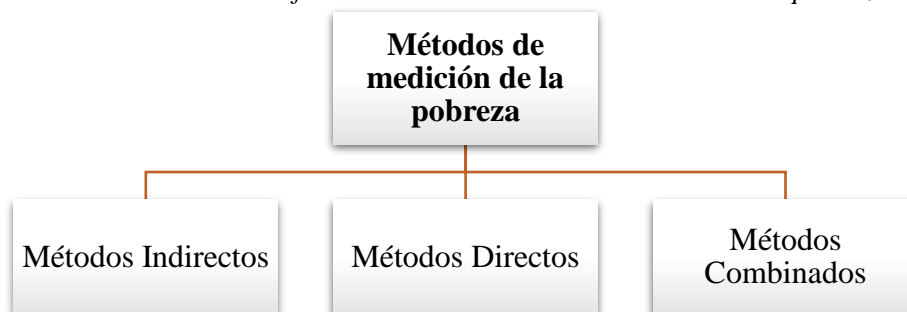 Métodos de
medición de la
pobreza
Métodos Indirectos
Métodos Directos
Métodos
Combinados